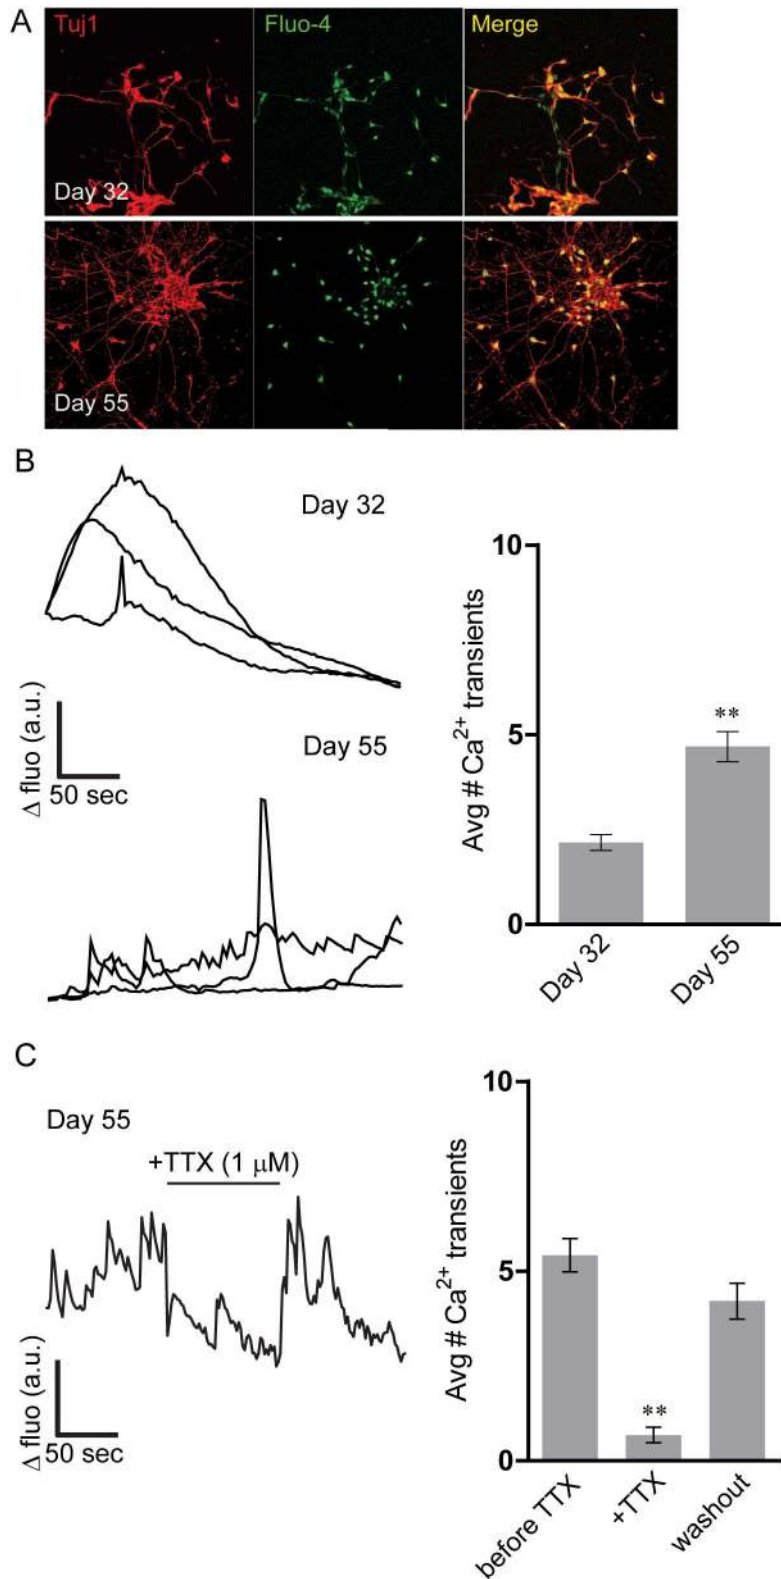 A
Tuj1
Fluo-4
Merge
Day 32
Day 55
B
Day 32
Δ fluo (a.u.)
50 sec
Day 55
Avg # Ca²⁺ transients
10
5
0
**
Day 32
Day 55
C
Day 55
+TTX (1 μM)
Δ fluo (a.u.)
50 sec
Avg # Ca²⁺ transients
10
5
0
**
before TTX
+TTX
washout